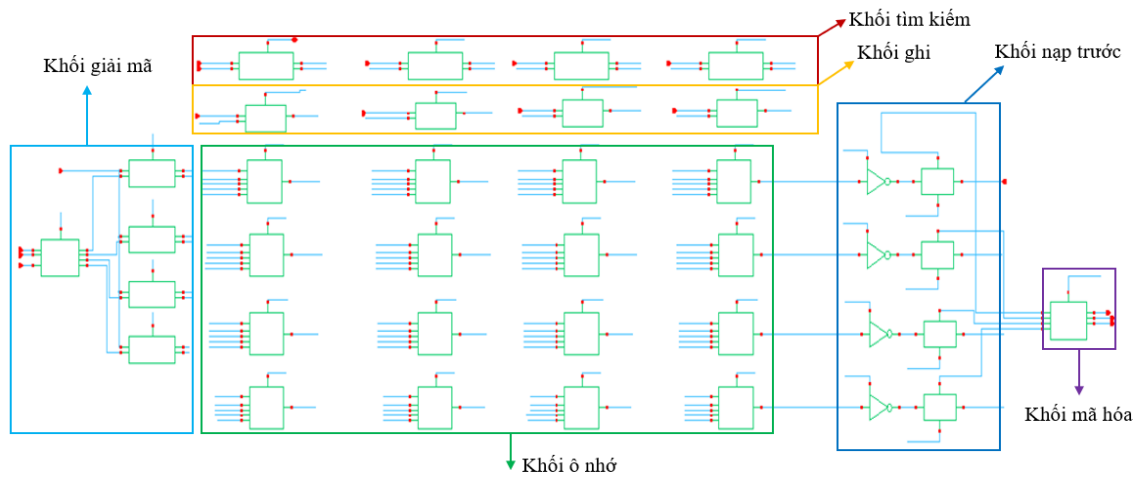 Khối tìm kiếm
Khối ghi
Khối nạp trước
Khối giải mã
Khối mã hóa
Khối ô nhớ